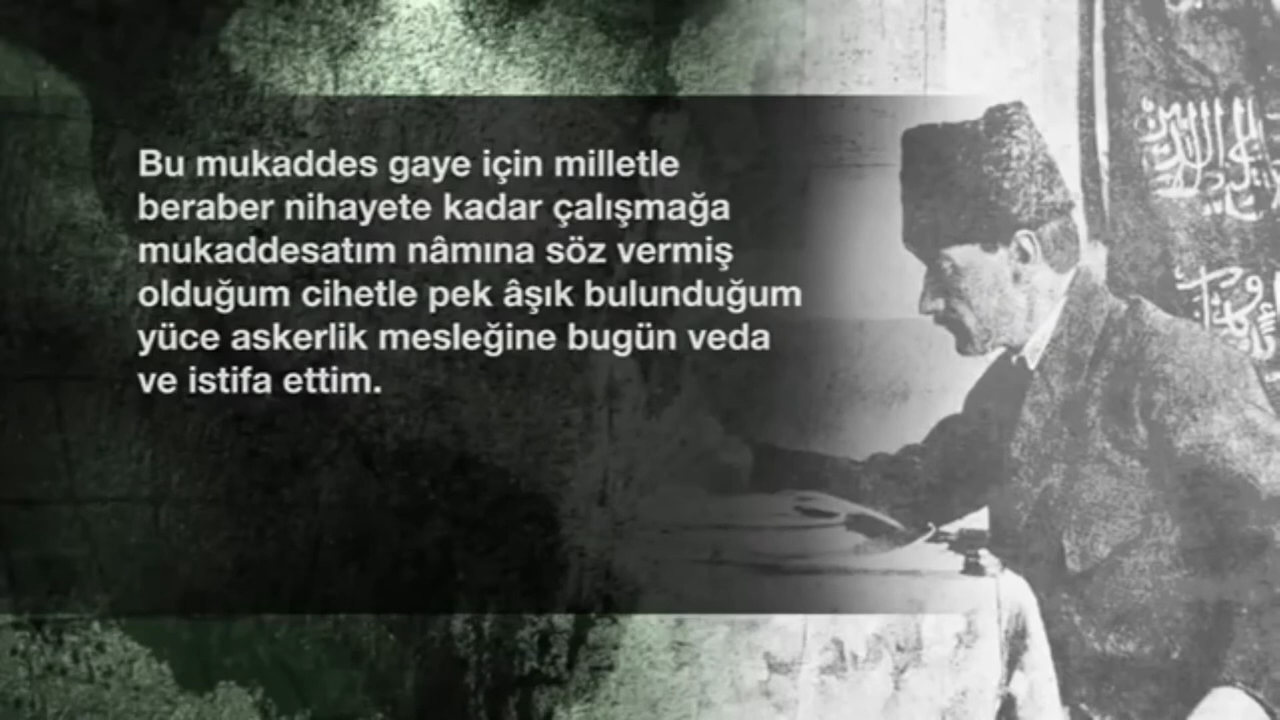 Bu mukaddes gaye için milletle
beraber nihayete kadar çalışmağa
mukaddesatım nâmına söz vermiş
olduğum cihetle pek âşık bulunduğum
yüce askerlik mesleğine bugün veda
ve istifa ettim.